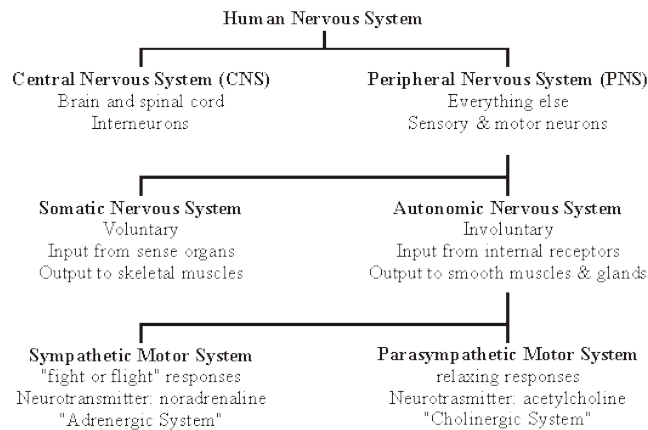 Human Nervous System
Central Nervous System (CNS)
Brain and spinal cord
Interneurons
Peripheral Nervous System (PNS)
Everything else
Sensory & motor neurons
Somatic Nervous System
Voluntary
Input from sense organs
Output to skeletal muscles
Autonomic Nervous System
Involuntary
Input from internal receptors
Output to smooth muscles & glands
Sympathetic Motor System
"fight or flight" responses
Neurotransmitter: noradrenaline
"Adrenergic System"
Parasympathetic Motor System
relaxing responses
Neurotrasmitter: acetylcholine
"Cholinergic System"